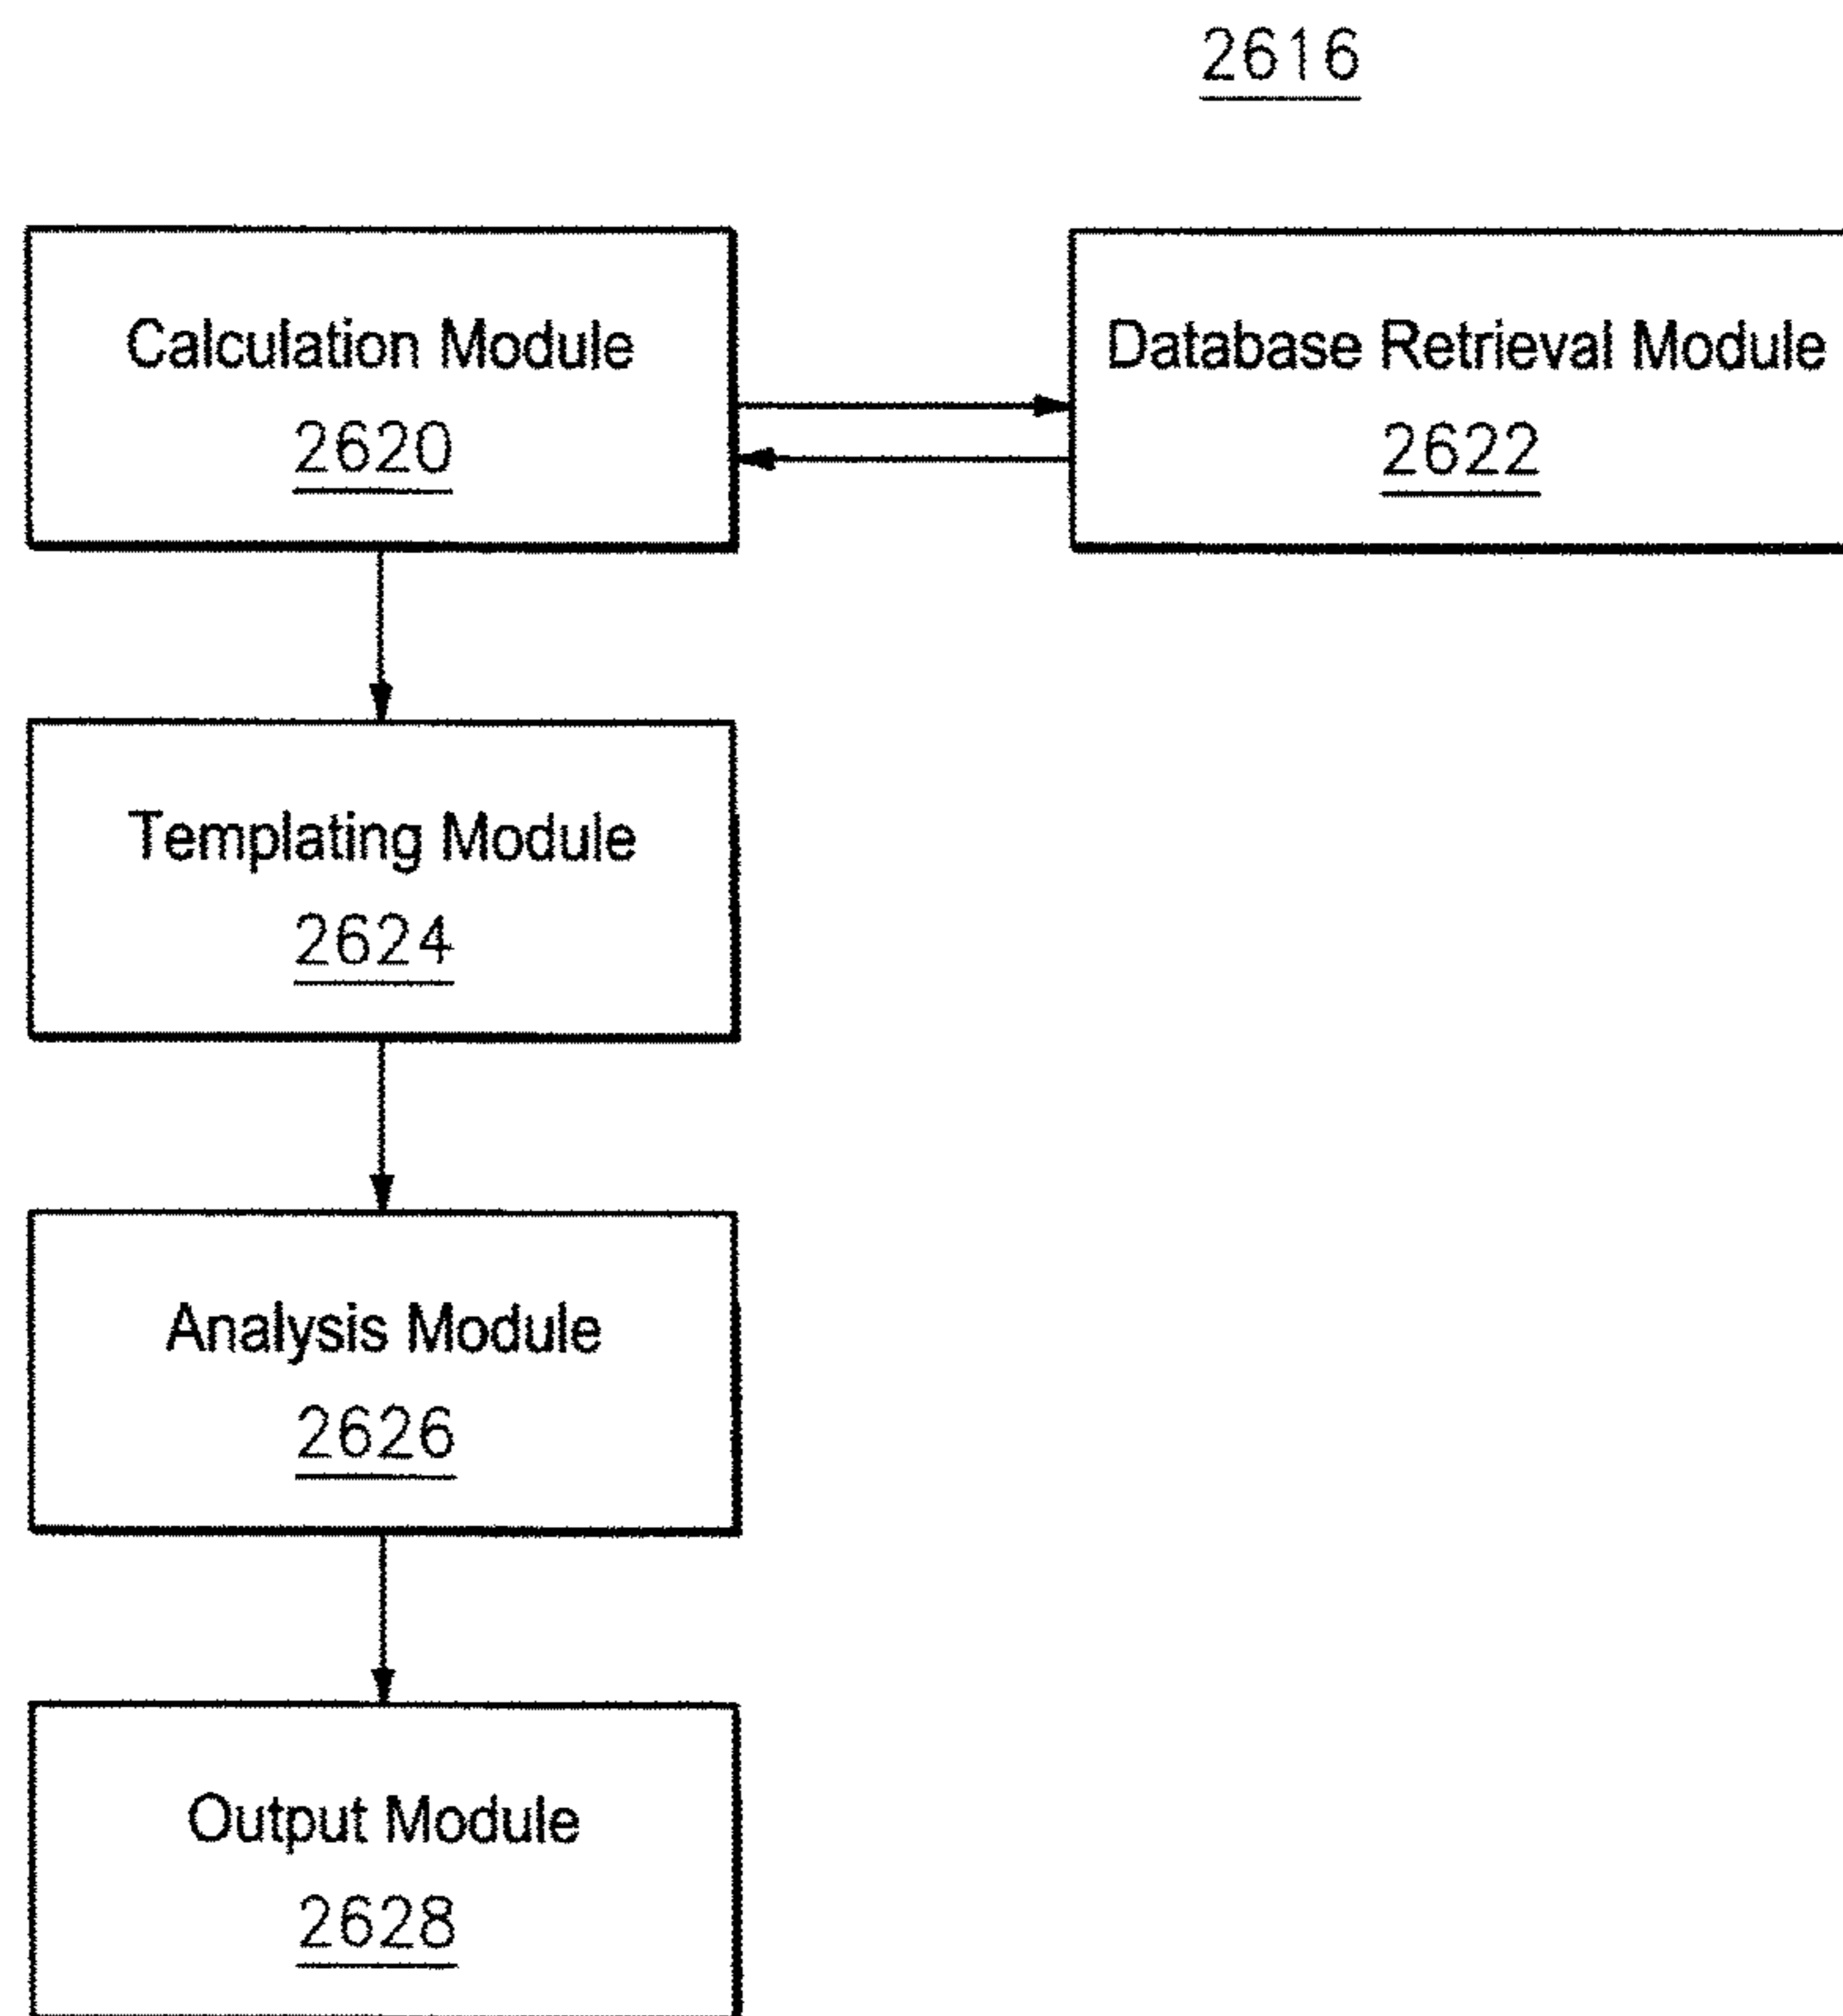 2616
Calculation Module
2620
Database Retrieval Module
2622
Templating Module
2624
Analysis Module
2626
Output Module
2628